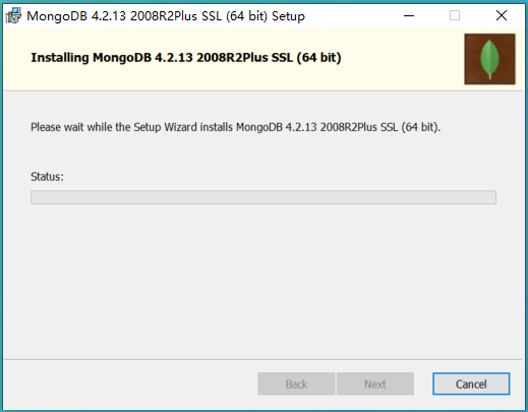 MongoDB 4.2.13 2008R2Plus SSL (64 bit) Setup
Installing MongoDB 4.2.13 2008R2Plus SSL (64 bit)
Please wait while the Setup Wizard installs MongoDB 4.2.13 2008R2Plus SSL (64 bit).
Status:
Back Next Cancel